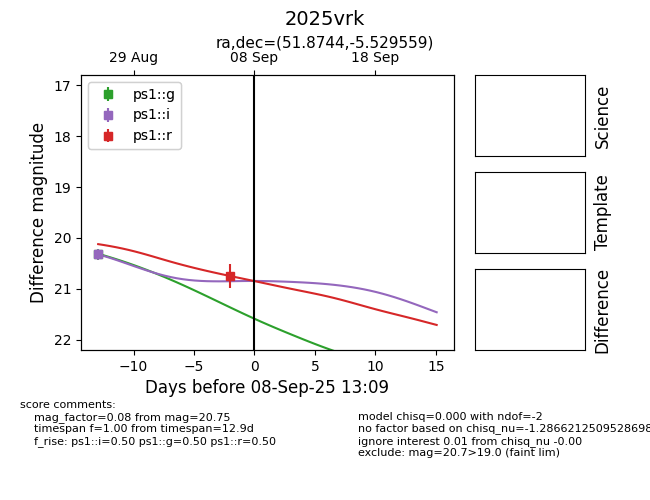 2025vrk
ra,dec=(51.8744,-5.529559)
29 Aug 08 Sep 18 Sep
17
18
19
20
21
22
Difference magnitude
ps1::g
ps1::i
ps1::r
−10 −5 0 5 10 15
Days before 08-Sep-25 13:09
Science
Template
Difference
score comments:
mag_factor=0.08 from mag=20.75
timespan f=1.00 from timespan=12.9d
f_rise: ps1::i=0.50 ps1::g=0.50 ps1::r=0.50
model chisq=0.000 with ndof=-2
no factor based on chisq_nu=-1.2866212509528698
ignore interest 0.01 from chisq_nu -0.00
exclude: mag=20.7>19.0 (faint lim)